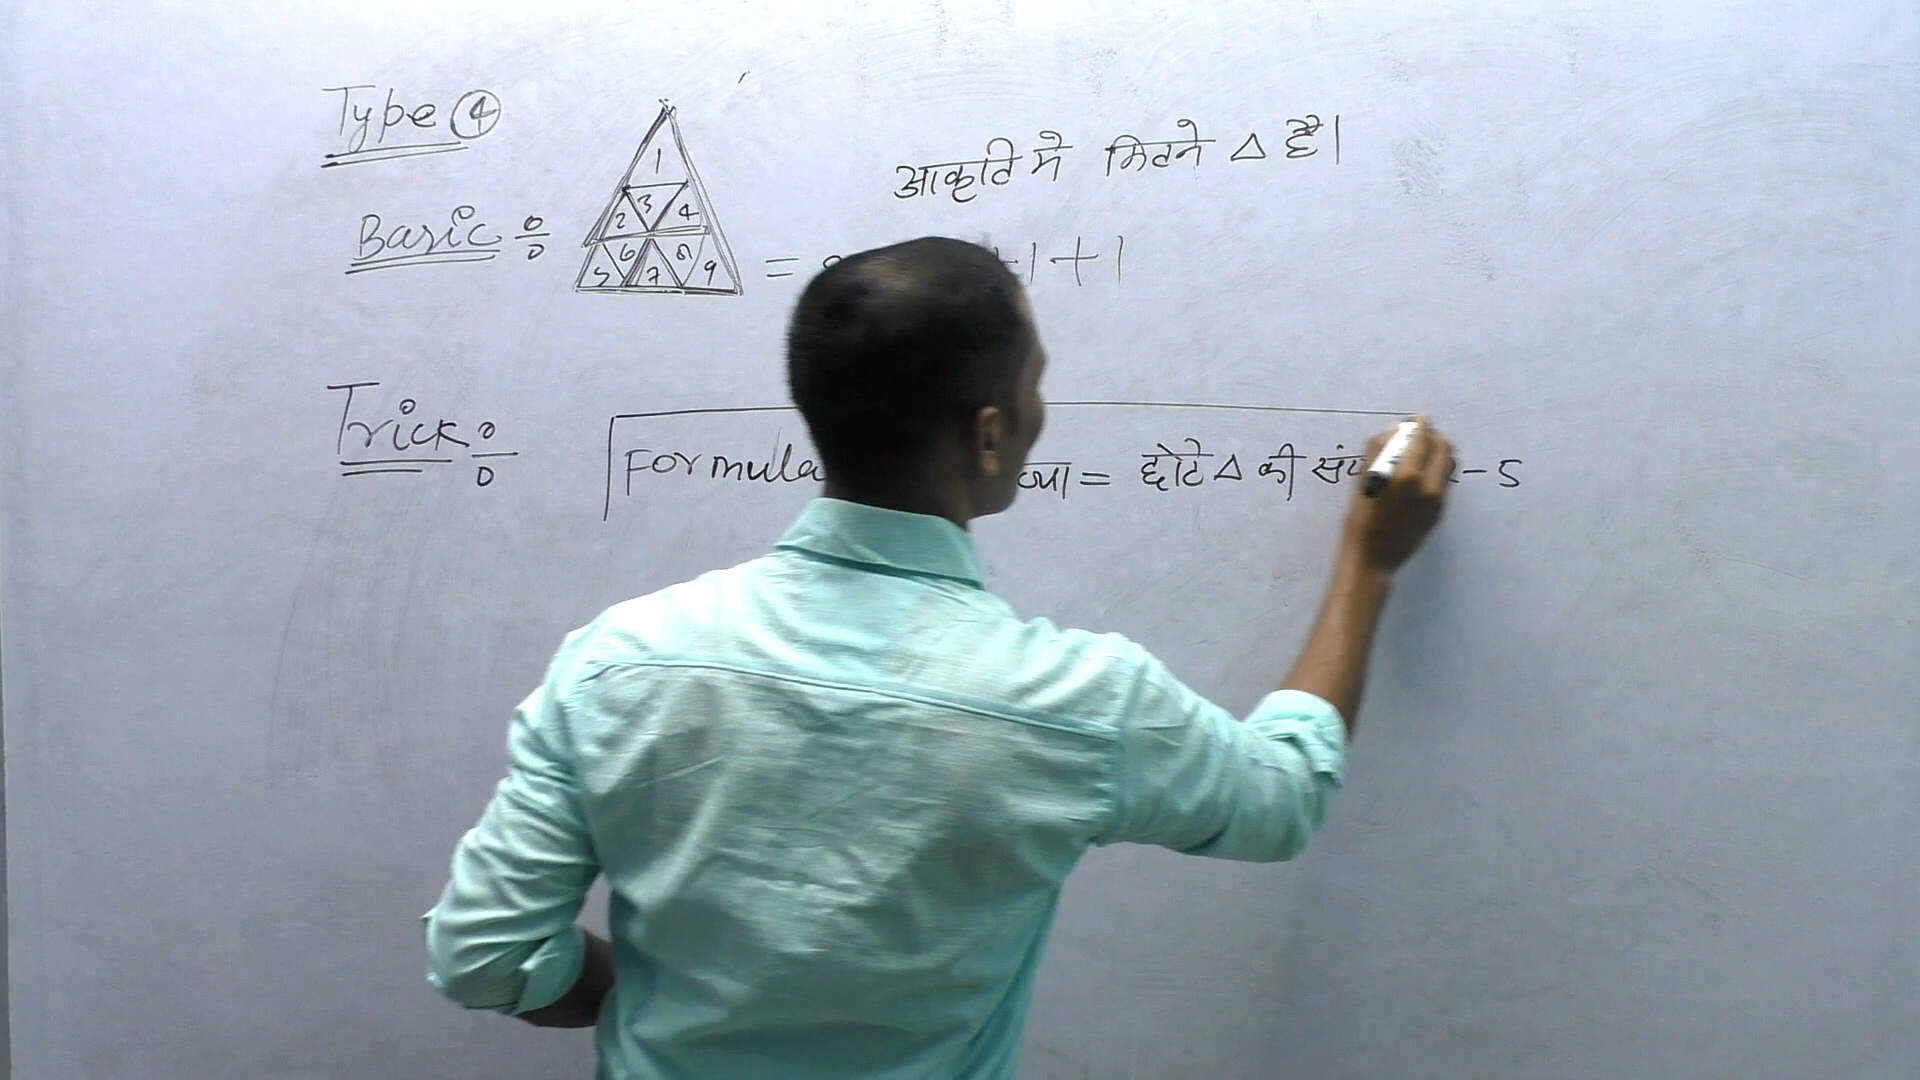 Type ④
आकृति में कितने △ है।
1
2 3 4
5 6 7 8 9
Basic ÷ = +1+1
Trick ÷ Formula = छोटे △ की - 5